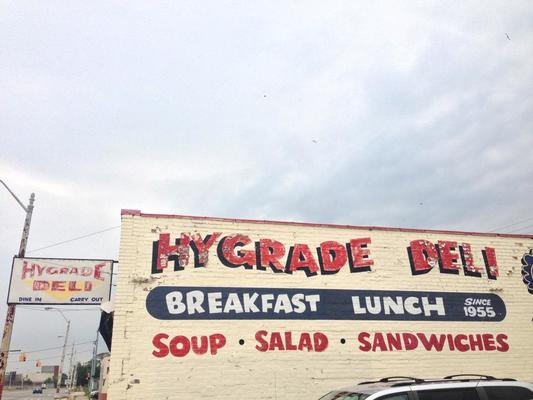 HYGRADE DELI
BREAKFAST LUNCH SINCE 1955
SOUP • SALAD • SANDWICHES
HYGRADE
DELI
DINE IN CARRY OUT